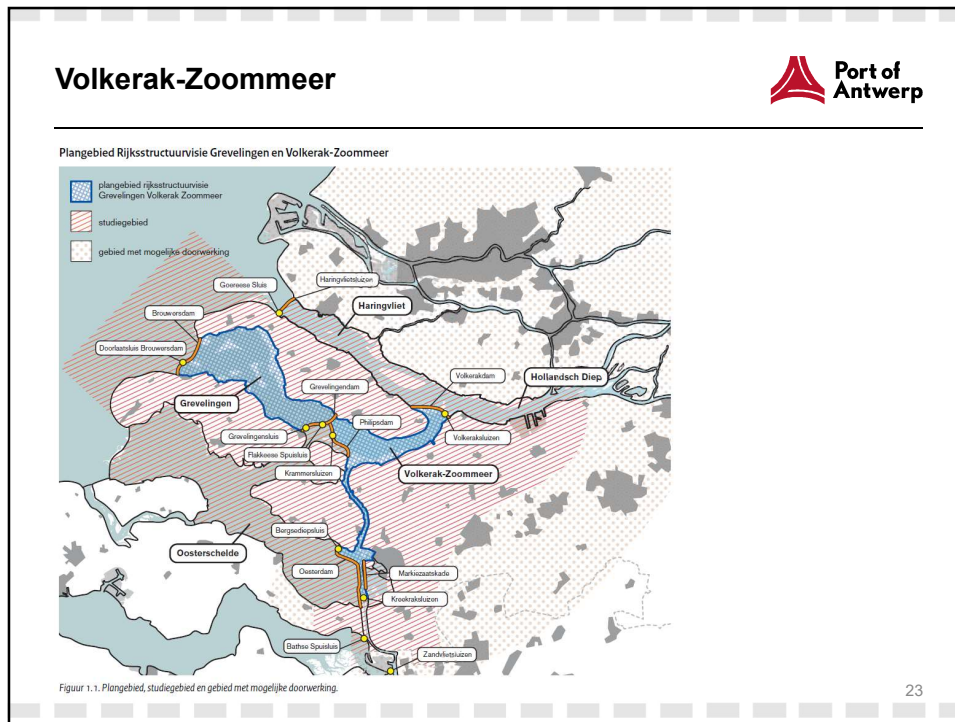 Volkerak-Zoommeer
Port of
Antwerp
Plangebied Rijksstructuurvisie Grevelingen en Volkerak-Zoommeer
plangebied rijksstructuurvisie
Grevelingen Volkerak Zoommeer
studiegebied
gebied met mogelijke doorwerking
Goereese Sluis
Haringvlietsluizen
Haringvliet
Brouwersdam
Doorlaatsluis Brouwersdam
Volkerakdam
Hollandsch Diep
Grevelingendam
Grevelingen
Philipsdam
Grevelingensluis
Volkeraksluizen
Flakkeese Spuisluis
Krammersluizen
Volkerak-Zoommeer
Bergsediepsluis
Oosterschelde
Oesterdam
Markiezaatskade
Kreekraksluizen
Bathse Spuisluis
Zandvlietsluizen
Figuur 1.1. Plangebied, studiegebied en gebied met mogelijke doorwerking.
23